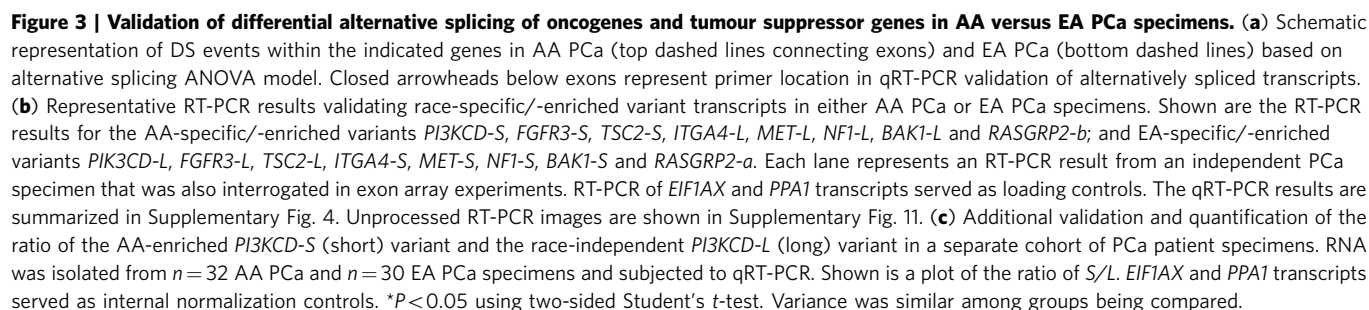 Figure 3 | Validation of differential alternative splicing of oncogenes and tumour suppressor genes in AA versus EA PCa specimens. (a) Schematic
representation of DS events within the indicated genes in AA PCa (top dashed lines connecting exons) and EA PCa (bottom dashed lines) based on
alternative splicing ANOVA model. Closed arrowheads below exons represent primer location in qRT-PCR validation of alternatively spliced transcripts.
(b) Representative RT-PCR results validating race-specific/-enriched variant transcripts in either AA PCa or EA PCa specimens. Shown are the RT-PCR
results for the AA-specific/-enriched variants PI3KCD-S, FGFR3-S, TSC2-S, ITGA4-L, MET-L, NF1-L, BAK1-L and RASGRP2-b; and EA-specific/-enriched
variants PIK3CD-L, FGFR3-L, TSC2-L, ITGA4-S, MET-S, NF1-S, BAK1-S and RASGRP2-a. Each lane represents an RT-PCR result from an independent PCa
specimen that was also interrogated in exon array experiments. RT-PCR of EIF1AX and PPA1 transcripts served as loading controls. The qRT-PCR results are
summarized in Supplementary Fig. 4. Unprocessed RT-PCR images are shown in Supplementary Fig. 11. (c) Additional validation and quantification of the
ratio of the AA-enriched PI3KCD-S (short) variant and the race-independent PI3KCD-L (long) variant in a separate cohort of PCa patient specimens. RNA
was isolated from n = 32 AA PCa and n = 30 EA PCa specimens and subjected to qRT-PCR. Shown is a plot of the ratio of S/L. EIF1AX and PPA1 transcripts
served as internal normalization controls. *P<0.05 using two-sided Student's t-test. Variance was similar among groups being compared.